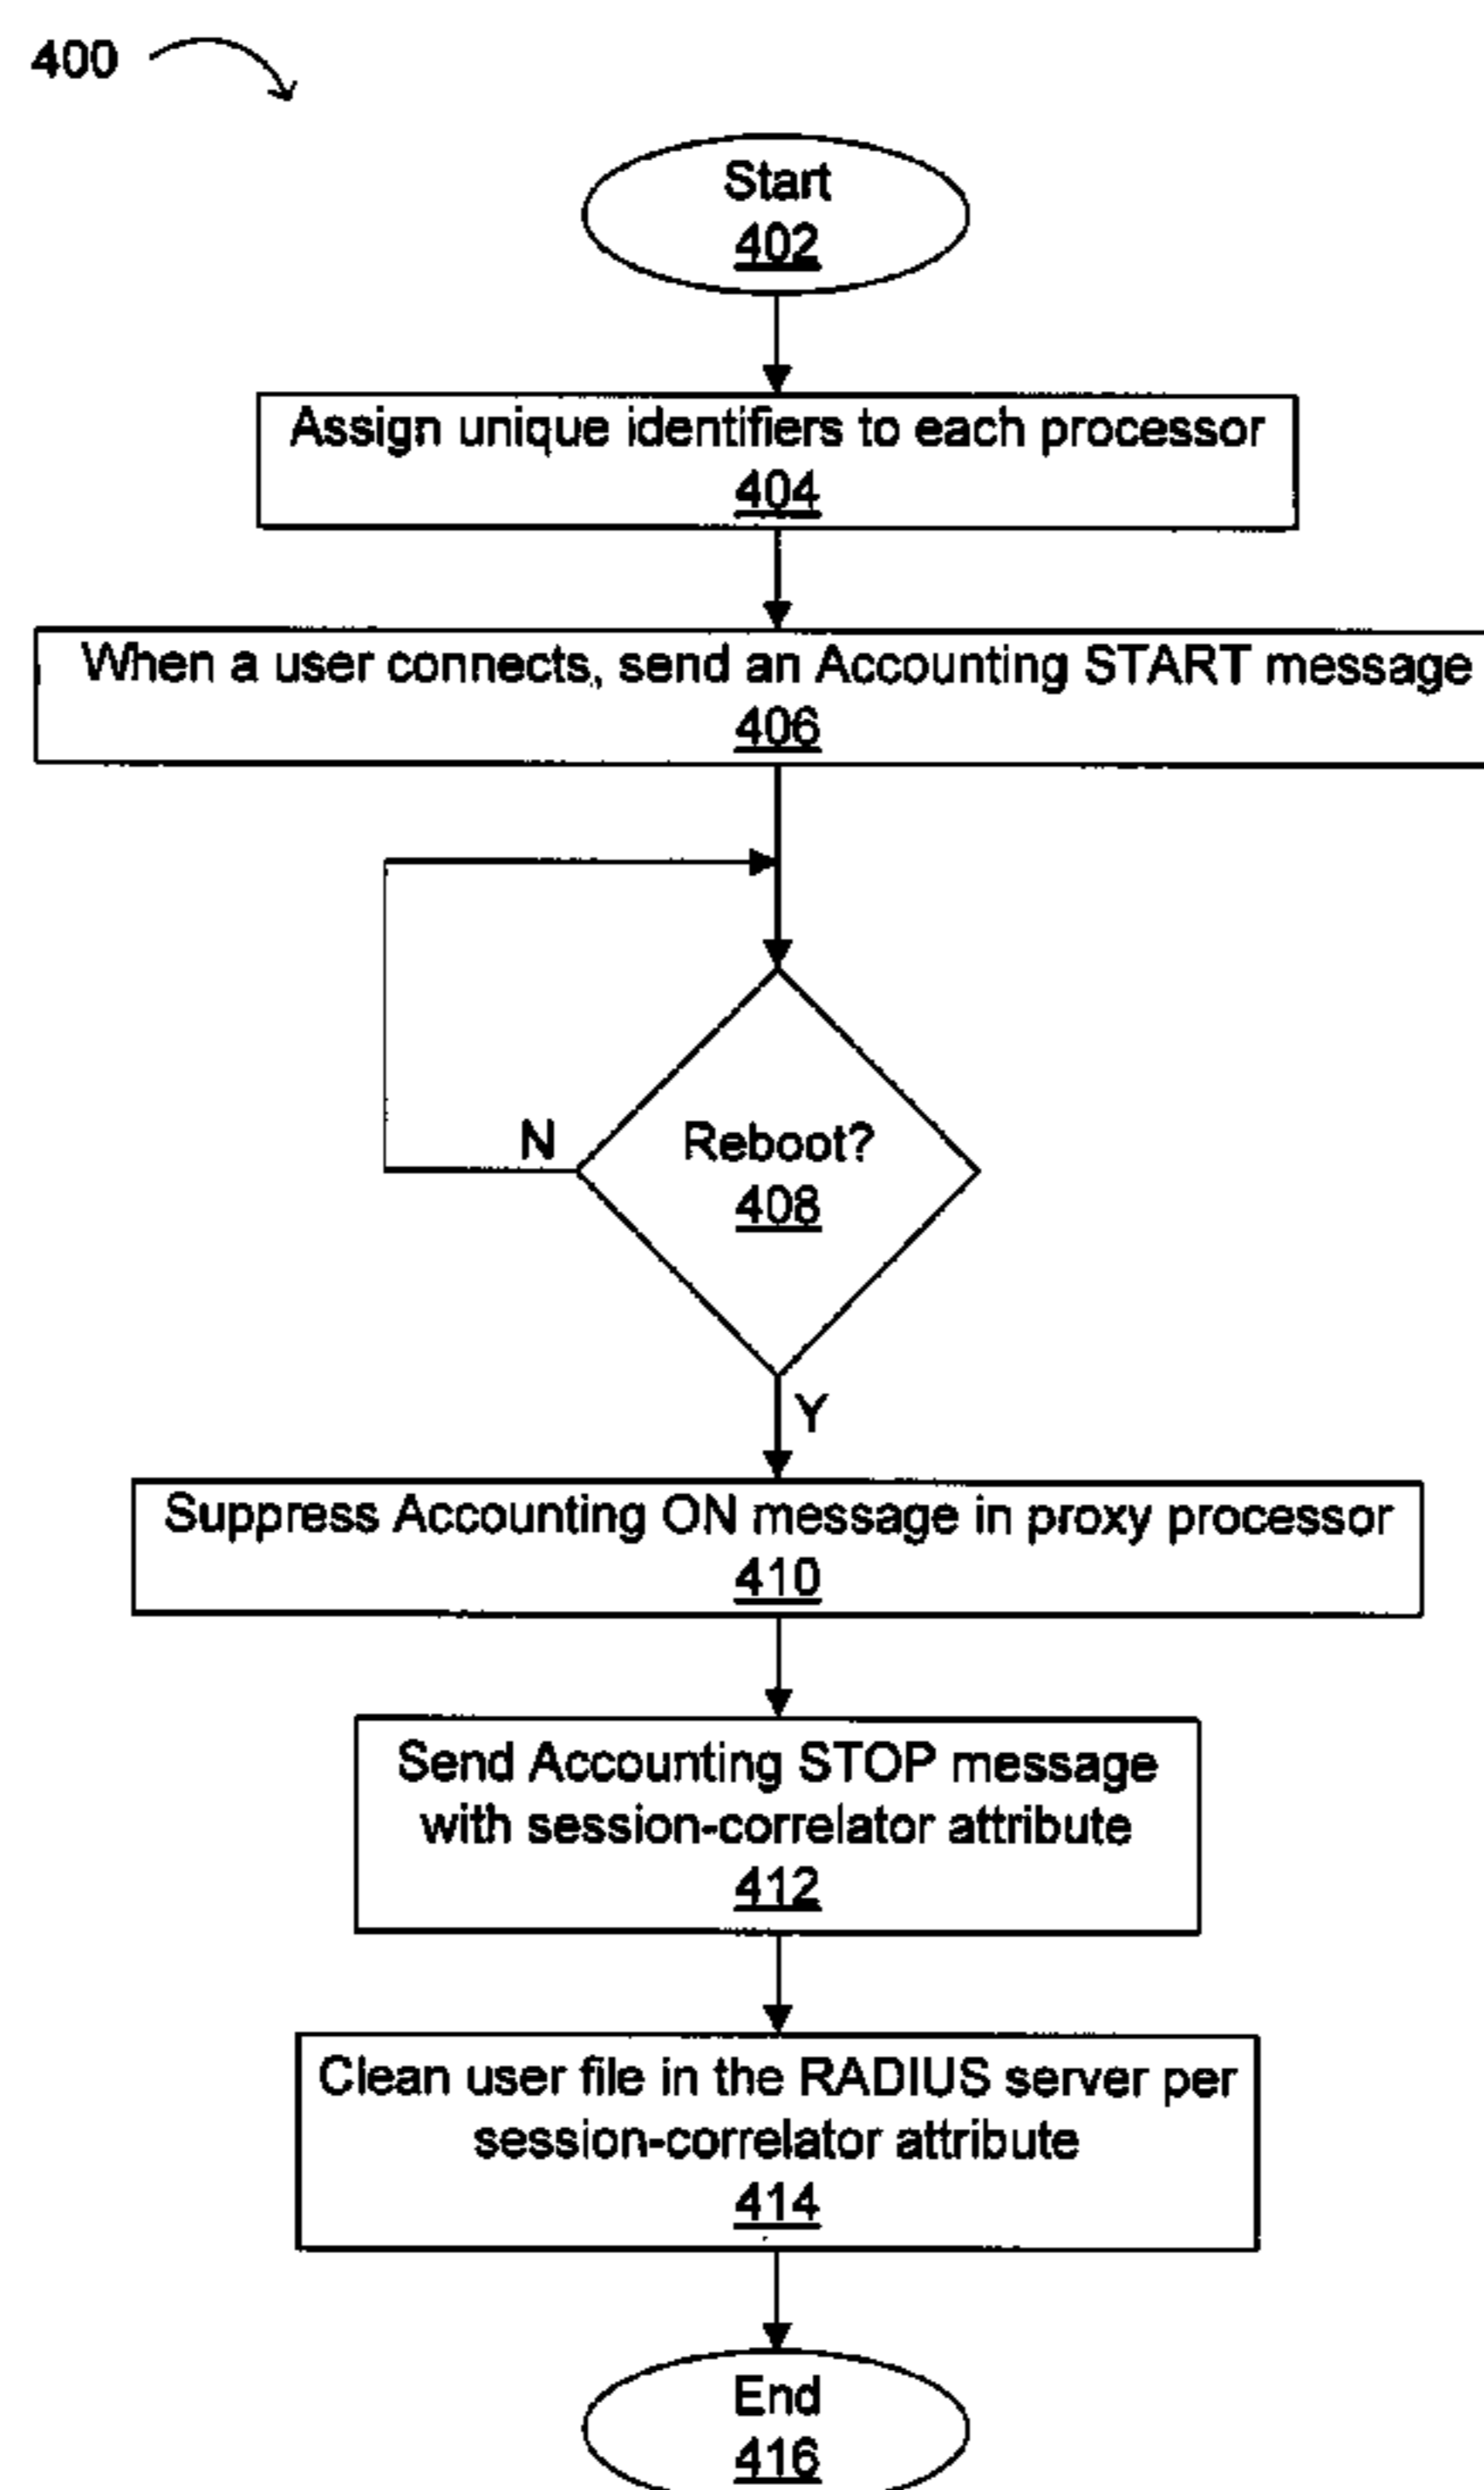 400
Start
402
Assign unique identifiers to each processor
404
When a user connects, send an Accounting START message
406
N
Reboot?
408
Y
Suppress Accounting ON message in proxy processor
410
Send Accounting STOP message
with session-correlator attribute
412
Clean user file in the RADIUS server per
session-correlator attribute
414
End
416